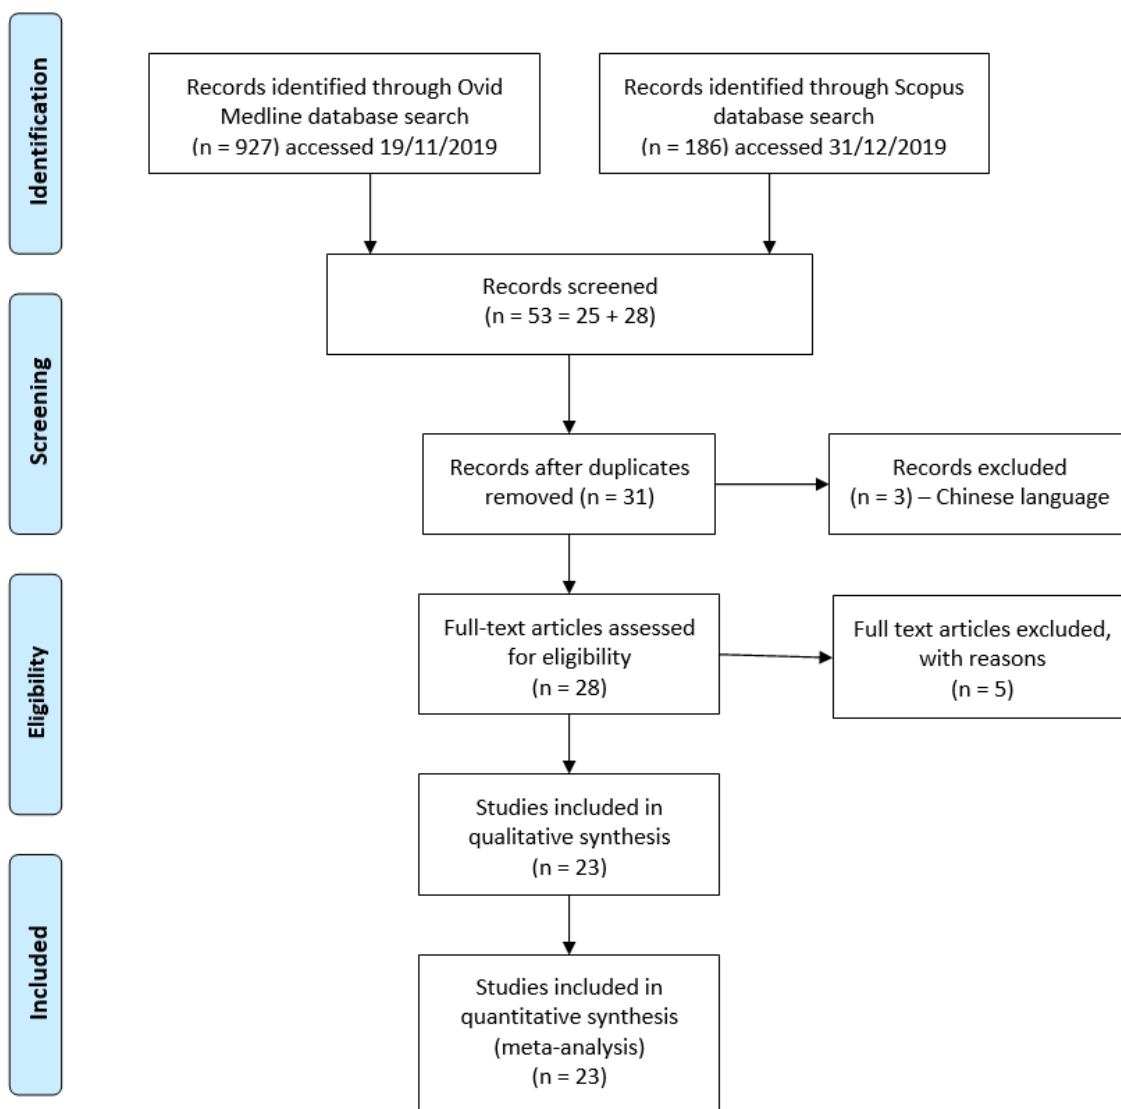 Identification
Records identified through Ovid
Medline database search
(n = 927) accessed 19/11/2019
Records identified through Scopus
database search
(n = 186) accessed 31/12/2019
Screening
Records screened
(n = 53 = 25 + 28)
Records after duplicates
removed (n = 31)
Records excluded
(n = 3) – Chinese language
Eligibility
Full-text articles assessed
for eligibility
(n = 28)
Full text articles excluded,
with reasons
(n = 5)
Studies included in
qualitative synthesis
(n = 23)
Included
Studies included in
quantitative synthesis
(meta-analysis)
(n = 23)